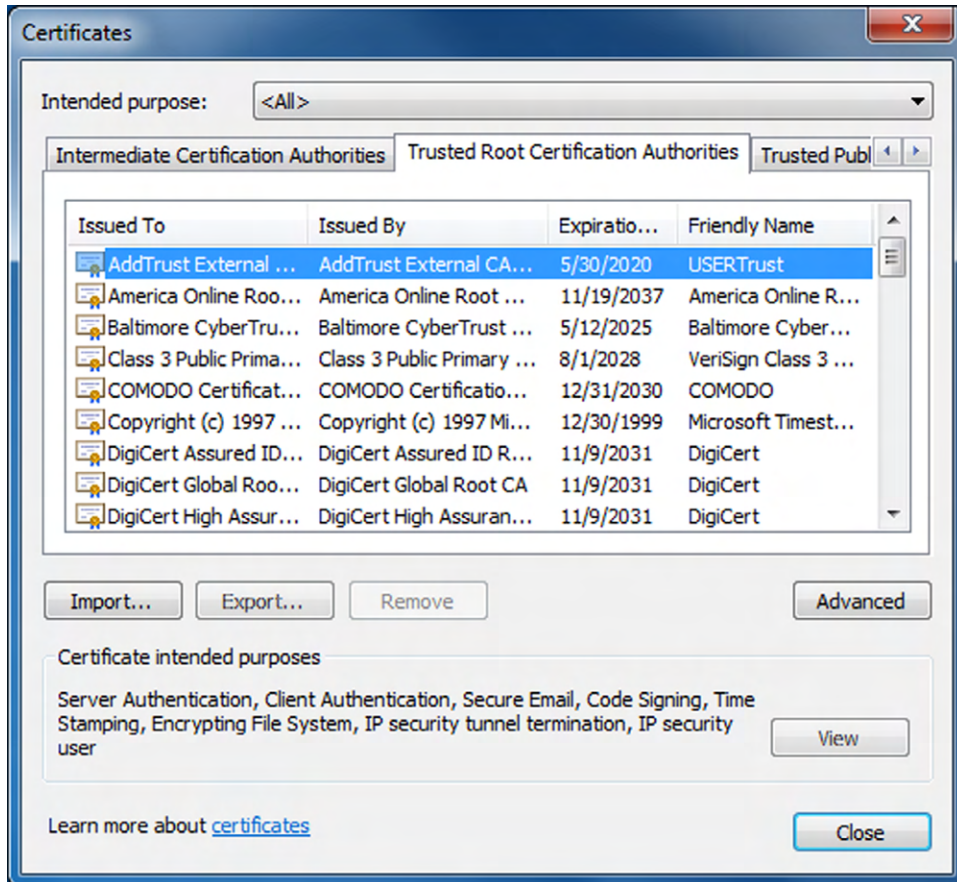 Certificates
Intended purpose: <All>
Intermediate Certification Authorities Trusted Root Certification Authorities Trusted Publ
Issued To Issued By Expiratio... Friendly Name
AddTrust External ... AddTrust External CA... 5/30/2020 USERTrust
America Online Roo... America Online Root ... 11/19/2037 America Online R...
Baltimore CyberTru... Baltimore CyberTrust ... 5/12/2025 Baltimore Cyber...
Class 3 Public Prima... Class 3 Public Primary ... 8/1/2028 VeriSign Class 3 ...
COMODO Certificat... COMODO Certificatio... 12/31/2030 COMODO
Copyright (c) 1997 ... Copyright (c) 1997 Mi... 12/30/1999 Microsoft Timest...
DigiCert Assured ID... DigiCert Assured ID R... 11/9/2031 DigiCert
DigiCert Global Roo... DigiCert Global Root CA 11/9/2031 DigiCert
DigiCert High Assur... DigiCert High Assuran... 11/9/2031 DigiCert
Import... Export... Remove Advanced
Certificate intended purposes
Server Authentication, Client Authentication, Secure Email, Code Signing, Time
Stamping, Encrypting File System, IP security tunnel termination, IP security
user
View
Learn more about certificates
Close